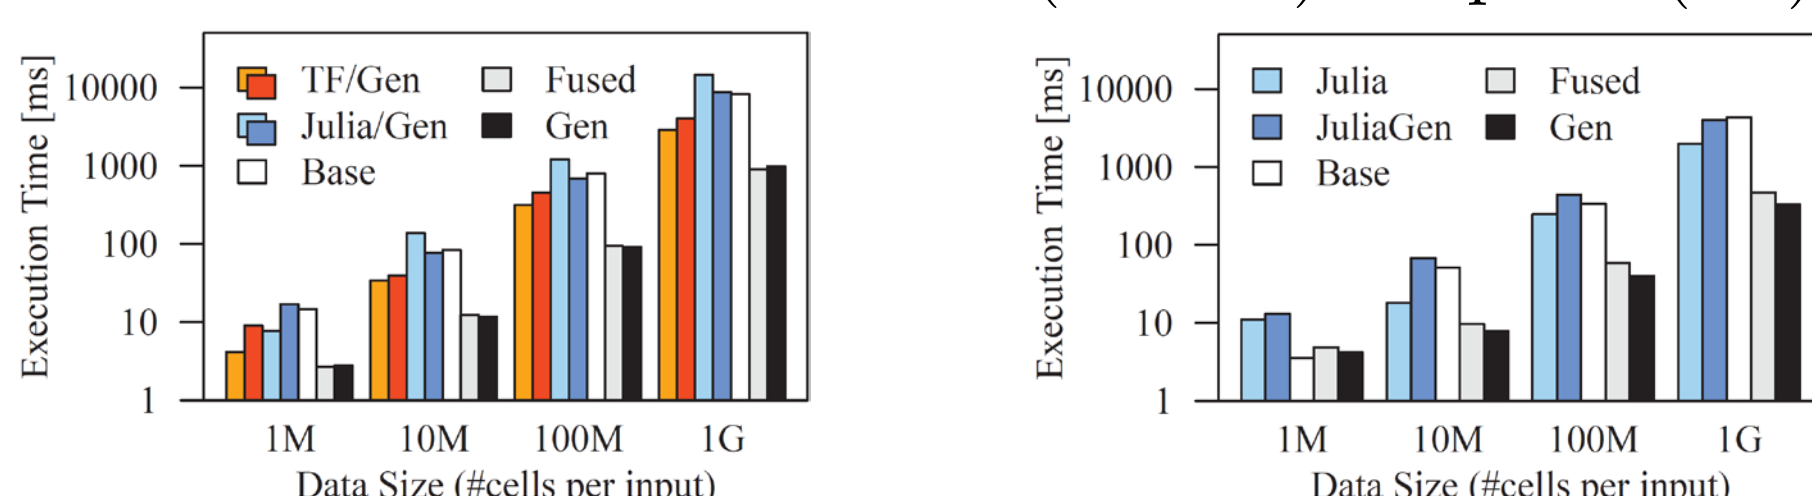 Execution Time [ms]
10000
1000
100
10
1
TF/Gen
Julia/Gen
Base
Fused
Gen
1M 10M 100M 1G
Data Size (#cells per input)
Execution Time [ms]
10000
1000
100
10
1
Julia
JuliaGen
Base
Fused
Gen
1M 10M 100M 1G
Data Size (#cells per input)